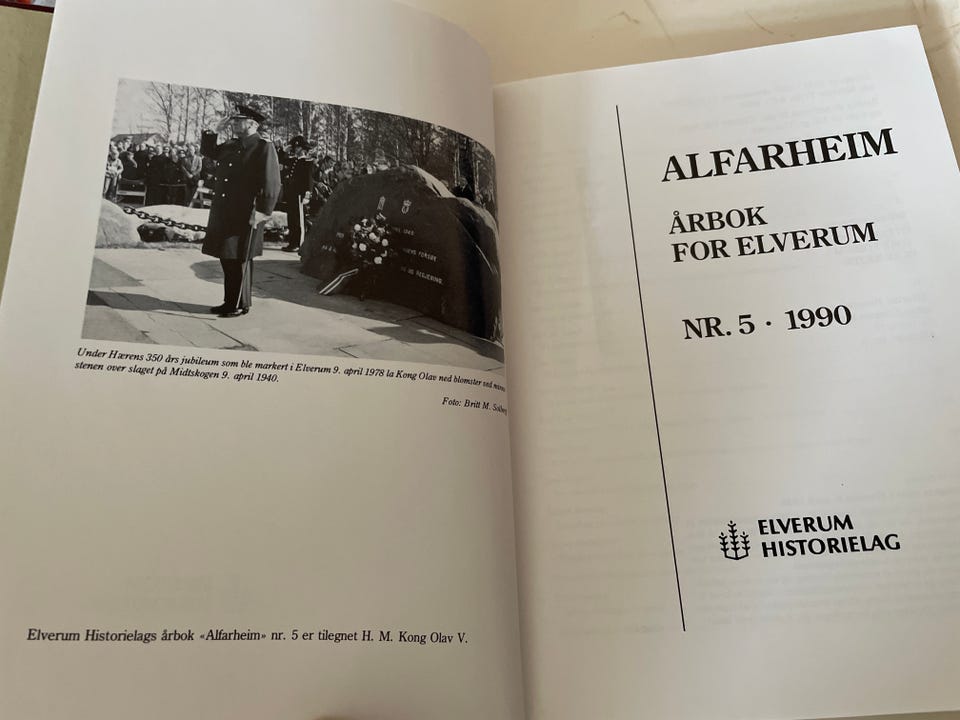 REGJERING.
Under Hærens 350 års jubileum som ble markert i Elverum 9. april 1978 la Kong Olav ned blomster ved
stenen over slaget på Midtskogen 9. april 1940.
Foto: Britt M.
Elverum Historielags årbok «Alfarheim» nr. 5 er tilegnet H. M. Kong Olav V.
ALFARHEIM
ÅRBOK
FOR ELVERUM
NR. 5 · 1990
ELVERUM
HISTORIELAG